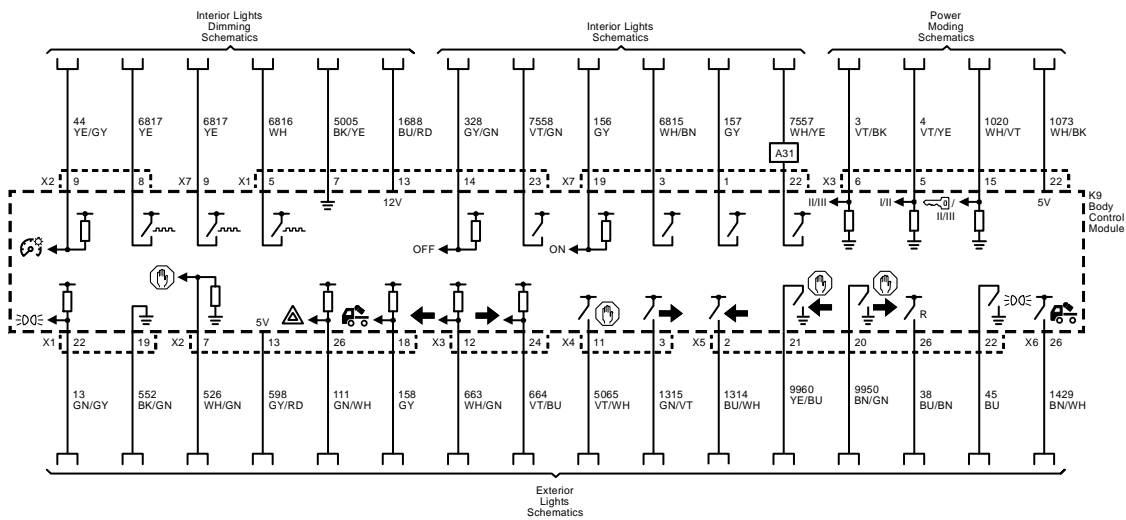 Interior Lights
Dimming
Schematics
Interior Lights
Schematics
Power
Moding
Schematics
44
YE/GY
6817
YE
6817
YE
6816
WH
5005
BK/YE
1688
BU/RD
328
GY/GN
7558
VT/GN
156
GY
6815
WH/BN
157
GY
7557
WH/YE
3
VT/BK
4
VT/YE
1020
WH/VT
1073
WH/BK
A31
X2 9 8 X7 9 X1 5 7 13 14 23 X7 19 3 1 22 X3 6 5 15 22
K9
Body
Control
Module
12V
II/III
I/II
/
II/III
5V
OFF
ON
5V
R
X1 22 19 X2 7 13 26 18 X3 12 24 X4 11 3 X5 2 21 20 26 22 X6 26
13
GN/GY
552
BK/GN
526
WH/GN
598
GY/RD
111
GN/WH
158
GY
663
WH/GN
664
VT/BU
5065
VT/WH
1315
GN/VT
1314
BU/WH
9960
YE/BU
9950
BN/GN
38
BU/BN
45
BU
1429
BN/WH
Exterior
Lights
Schematics